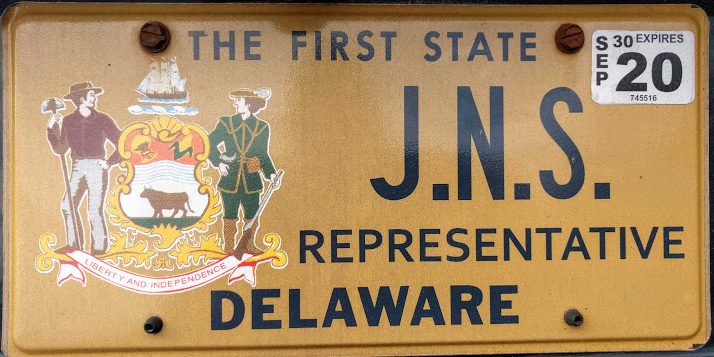 THE FIRST STATE
SEP 30 EXPIRES
20
745516
J.N.S.
REPRESENTATIVE
LIBERTY AND INDEPENDENCE
DELAWARE